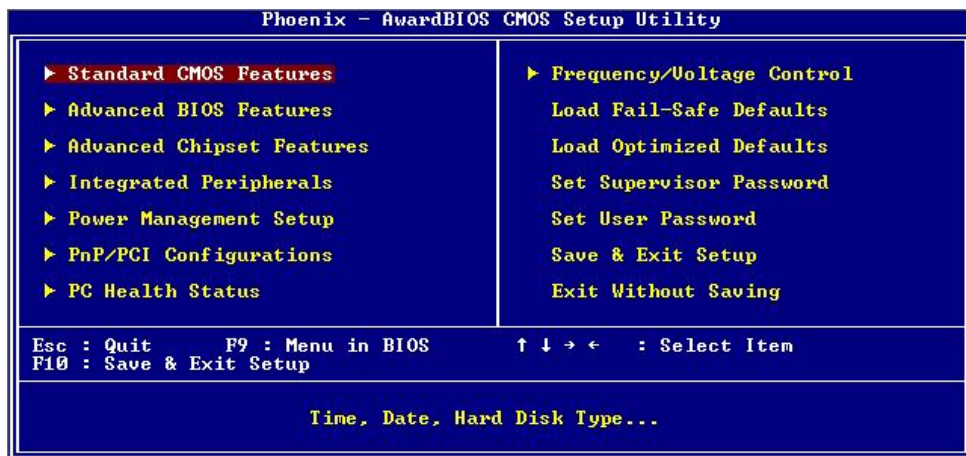 Phoenix - AwardBIOS CMOS Setup Utility
► Standard CMOS Features
► Advanced BIOS Features
► Advanced Chipset Features
► Integrated Peripherals
► Power Management Setup
► PnP/PCI Configurations
► PC Health Status
► Frequency/Voltage Control
Load Fail-Safe Defaults
Load Optimized Defaults
Set Supervisor Password
Set User Password
Save & Exit Setup
Exit Without Saving
Esc : Quit F9 : Menu in BIOS ↑ ↓ → ← : Select Item
F10 : Save & Exit Setup
Time, Date, Hard Disk Type...